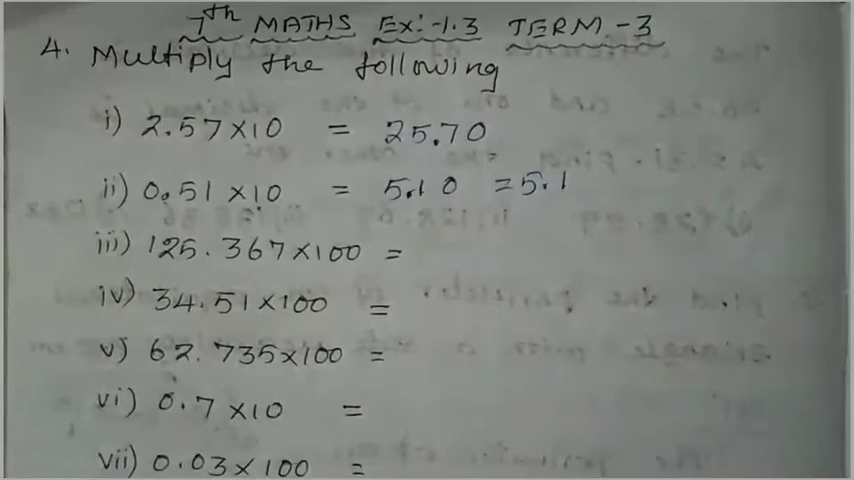 7th MATHS Ex:-1.3 TERM-3
4. Multiply the following
i) 2.57×10 = 25.70
ii) 0.51×10 = 5.10 =5.1
iii) 125.367×100 =
iv) 34.51×100 =
v) 62.735×100 =
vi) 0.7×10 =
vii) 0.03×100 =